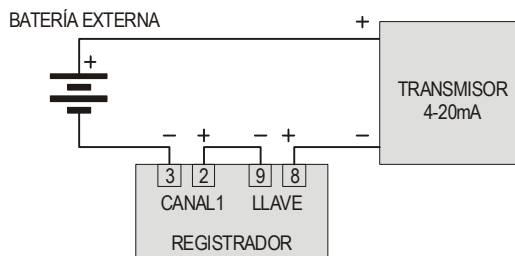 BATERÍA EXTERNA
+
+
TRANSMISOR
4-20mA
− + − + −
3 2 9 8
CANAL1 LLAVE
REGISTRADOR